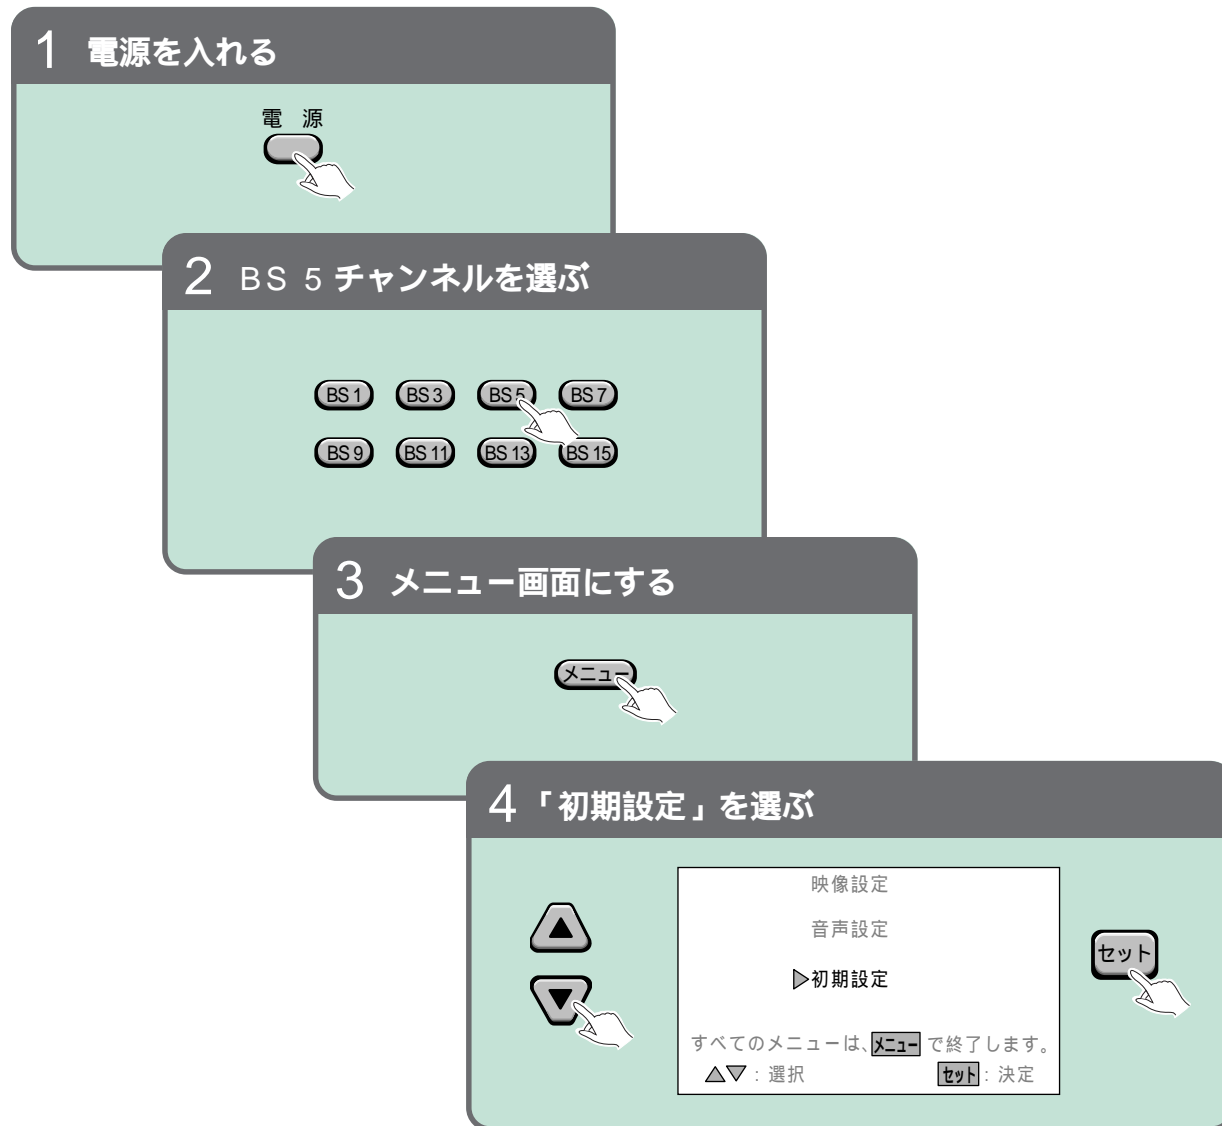 1 電源を入れる
電 源
2 BS 5 チャンネルを選ぶ
BS 1 BS 3 BS 5 BS 7
BS 9 BS 11 BS 13 BS 15
3 メニュー画面にする
メニュー
4 「初期設定」を選ぶ
映像設定
音声設定
▷初期設定
すべてのメニューは、メニュー で終了します。
△▽ : 選択 セット : 決定
セット